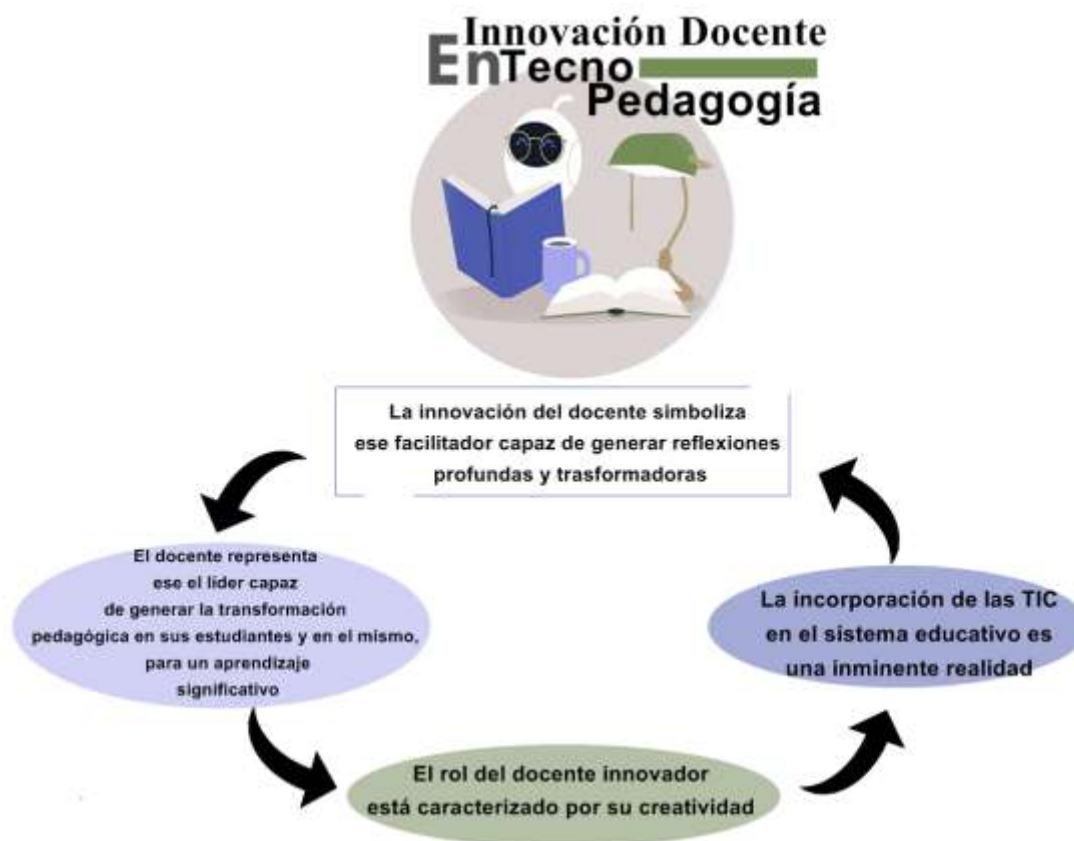 Innovación Docente
En Tecno
Pedagogía
La innovación del docente simboliza
ese facilitador capaz de generar reflexiones
profundas y trasformadoras
El docente representa
ese el líder capaz
de generar la transformación
pedagógica en sus estudiantes y en el mismo,
para un aprendizaje
significativo
El rol del docente innovador
está caracterizado por su creatividad
La incorporación de las TIC
en el sistema educativo es
una inminente realidad